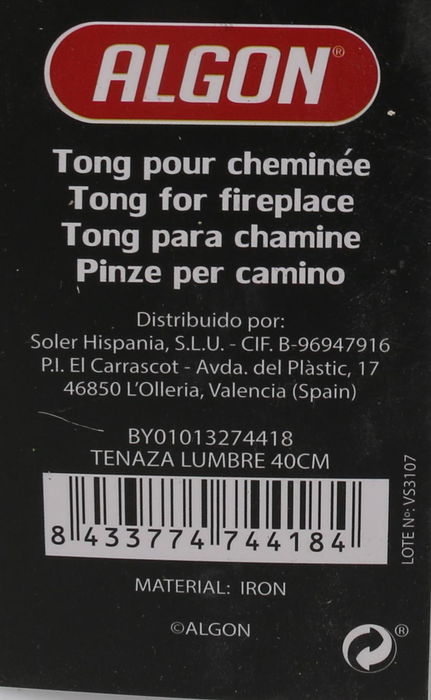 ALGON®
Tong pour cheminée
Tong for fireplace
Tong para chamine
Pinze per camino
Distribuido por:
Soler Hispania, S.L.U. - CIF. B-96947916
P.I. El Carrascot - Avda. del Plàstic, 17
46850 L'Olleria, Valencia (Spain)
BY01013274418
TENAZA LUMBRE 40CM
8 433774 744184
LOTE Nº: VS3107
MATERIAL: IRON
©ALGON
®